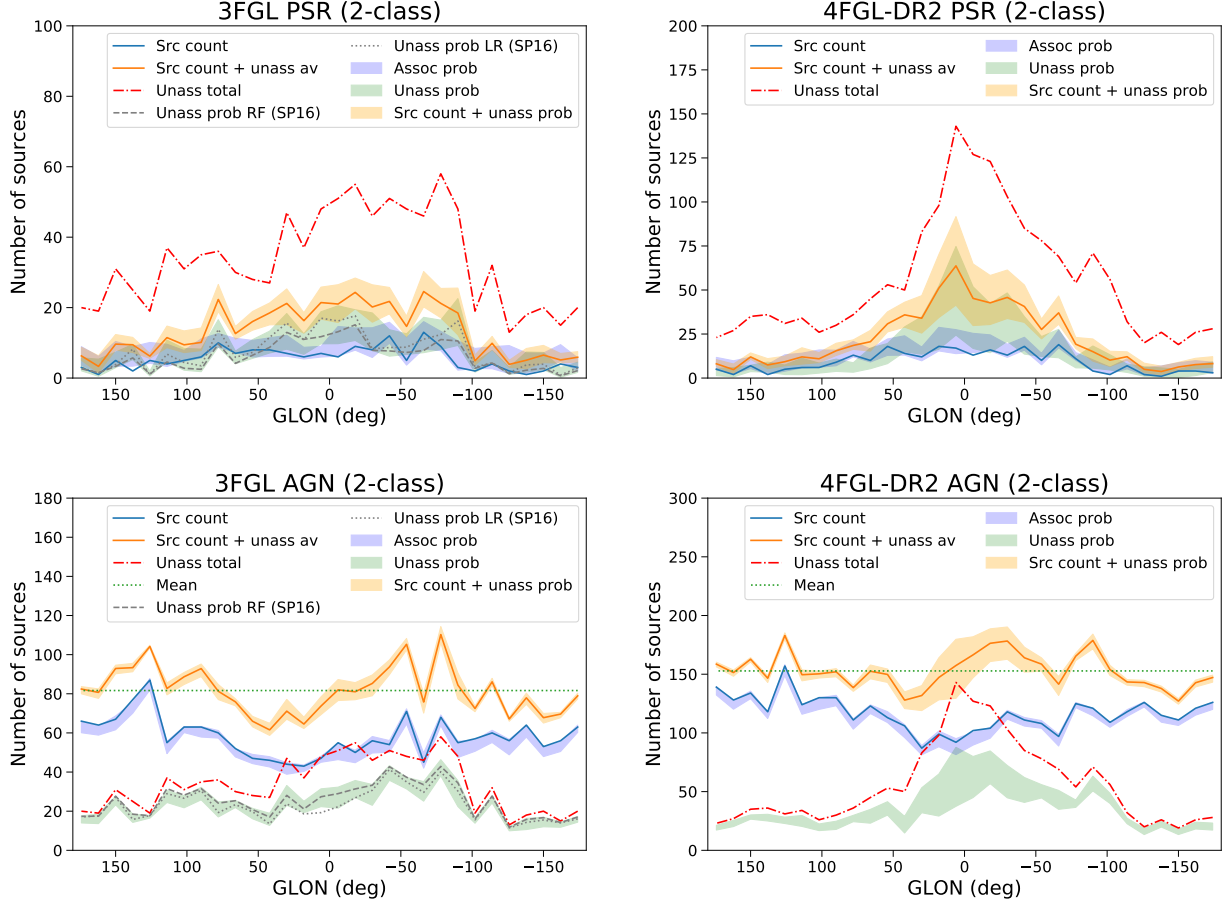 3FGL PSR (2-class)
Number of sources
100
80
60
40
20
0
Src count
Src count + unass av
Unass total
Unass prob RF (SP16)
Unass prob LR (SP16)
Assoc prob
Unass prob
Src count + unass prob
150 100 50 0 −50 −100 −150
GLON (deg)
4FGL-DR2 PSR (2-class)
Number of sources
200
175
150
125
100
75
50
25
0
Src count
Src count + unass av
Unass total
Assoc prob
Unass prob
Src count + unass prob
150 100 50 0 −50 −100 −150
GLON (deg)
3FGL AGN (2-class)
Number of sources
180
160
140
120
100
80
60
40
20
0
Src count
Src count + unass av
Unass total
Mean
Unass prob RF (SP16)
Unass prob LR (SP16)
Assoc prob
Unass prob
Src count + unass prob
150 100 50 0 −50 −100 −150
GLON (deg)
4FGL-DR2 AGN (2-class)
Number of sources
300
250
200
150
100
50
0
Src count
Src count + unass av
Unass total
Mean
Assoc prob
Unass prob
Src count + unass prob
150 100 50 0 −50 −100 −150
GLON (deg)